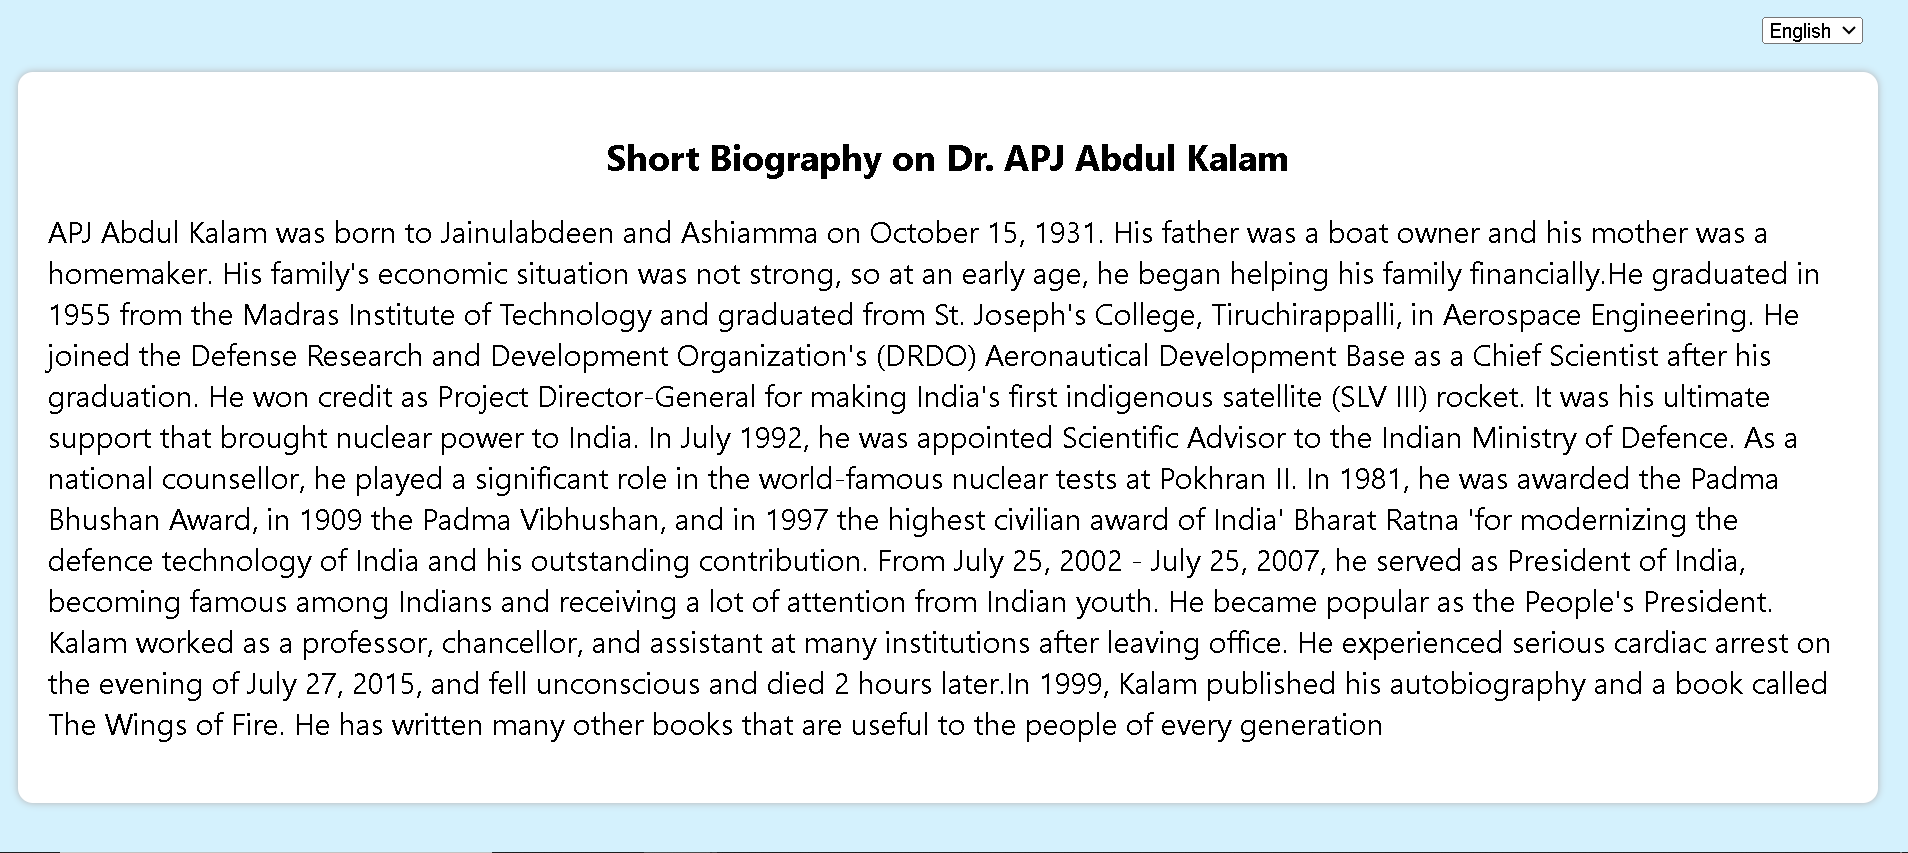 English
Short Biography on Dr. APJ Abdul Kalam
APJ Abdul Kalam was born to Jainulabdeen and Ashiamma on October 15, 1931. His father was a boat owner and his mother was a
homemaker. His family's economic situation was not strong, so at an early age, he began helping his family financially.He graduated in
1955 from the Madras Institute of Technology and graduated from St. Joseph's College, Tiruchirappalli, in Aerospace Engineering. He
joined the Defense Research and Development Organization's (DRDO) Aeronautical Development Base as a Chief Scientist after his
graduation. He won credit as Project Director-General for making India's first indigenous satellite (SLV III) rocket. It was his ultimate
support that brought nuclear power to India. In July 1992, he was appointed Scientific Advisor to the Indian Ministry of Defence. As a
national counsellor, he played a significant role in the world-famous nuclear tests at Pokhran II. In 1981, he was awarded the Padma
Bhushan Award, in 1909 the Padma Vibhushan, and in 1997 the highest civilian award of India' Bharat Ratna 'for modernizing the
defence technology of India and his outstanding contribution. From July 25, 2002 - July 25, 2007, he served as President of India,
becoming famous among Indians and receiving a lot of attention from Indian youth. He became popular as the People's President.
Kalam worked as a professor, chancellor, and assistant at many institutions after leaving office. He experienced serious cardiac arrest on
the evening of July 27, 2015, and fell unconscious and died 2 hours later.In 1999, Kalam published his autobiography and a book called
The Wings of Fire. He has written many other books that are useful to the people of every generation